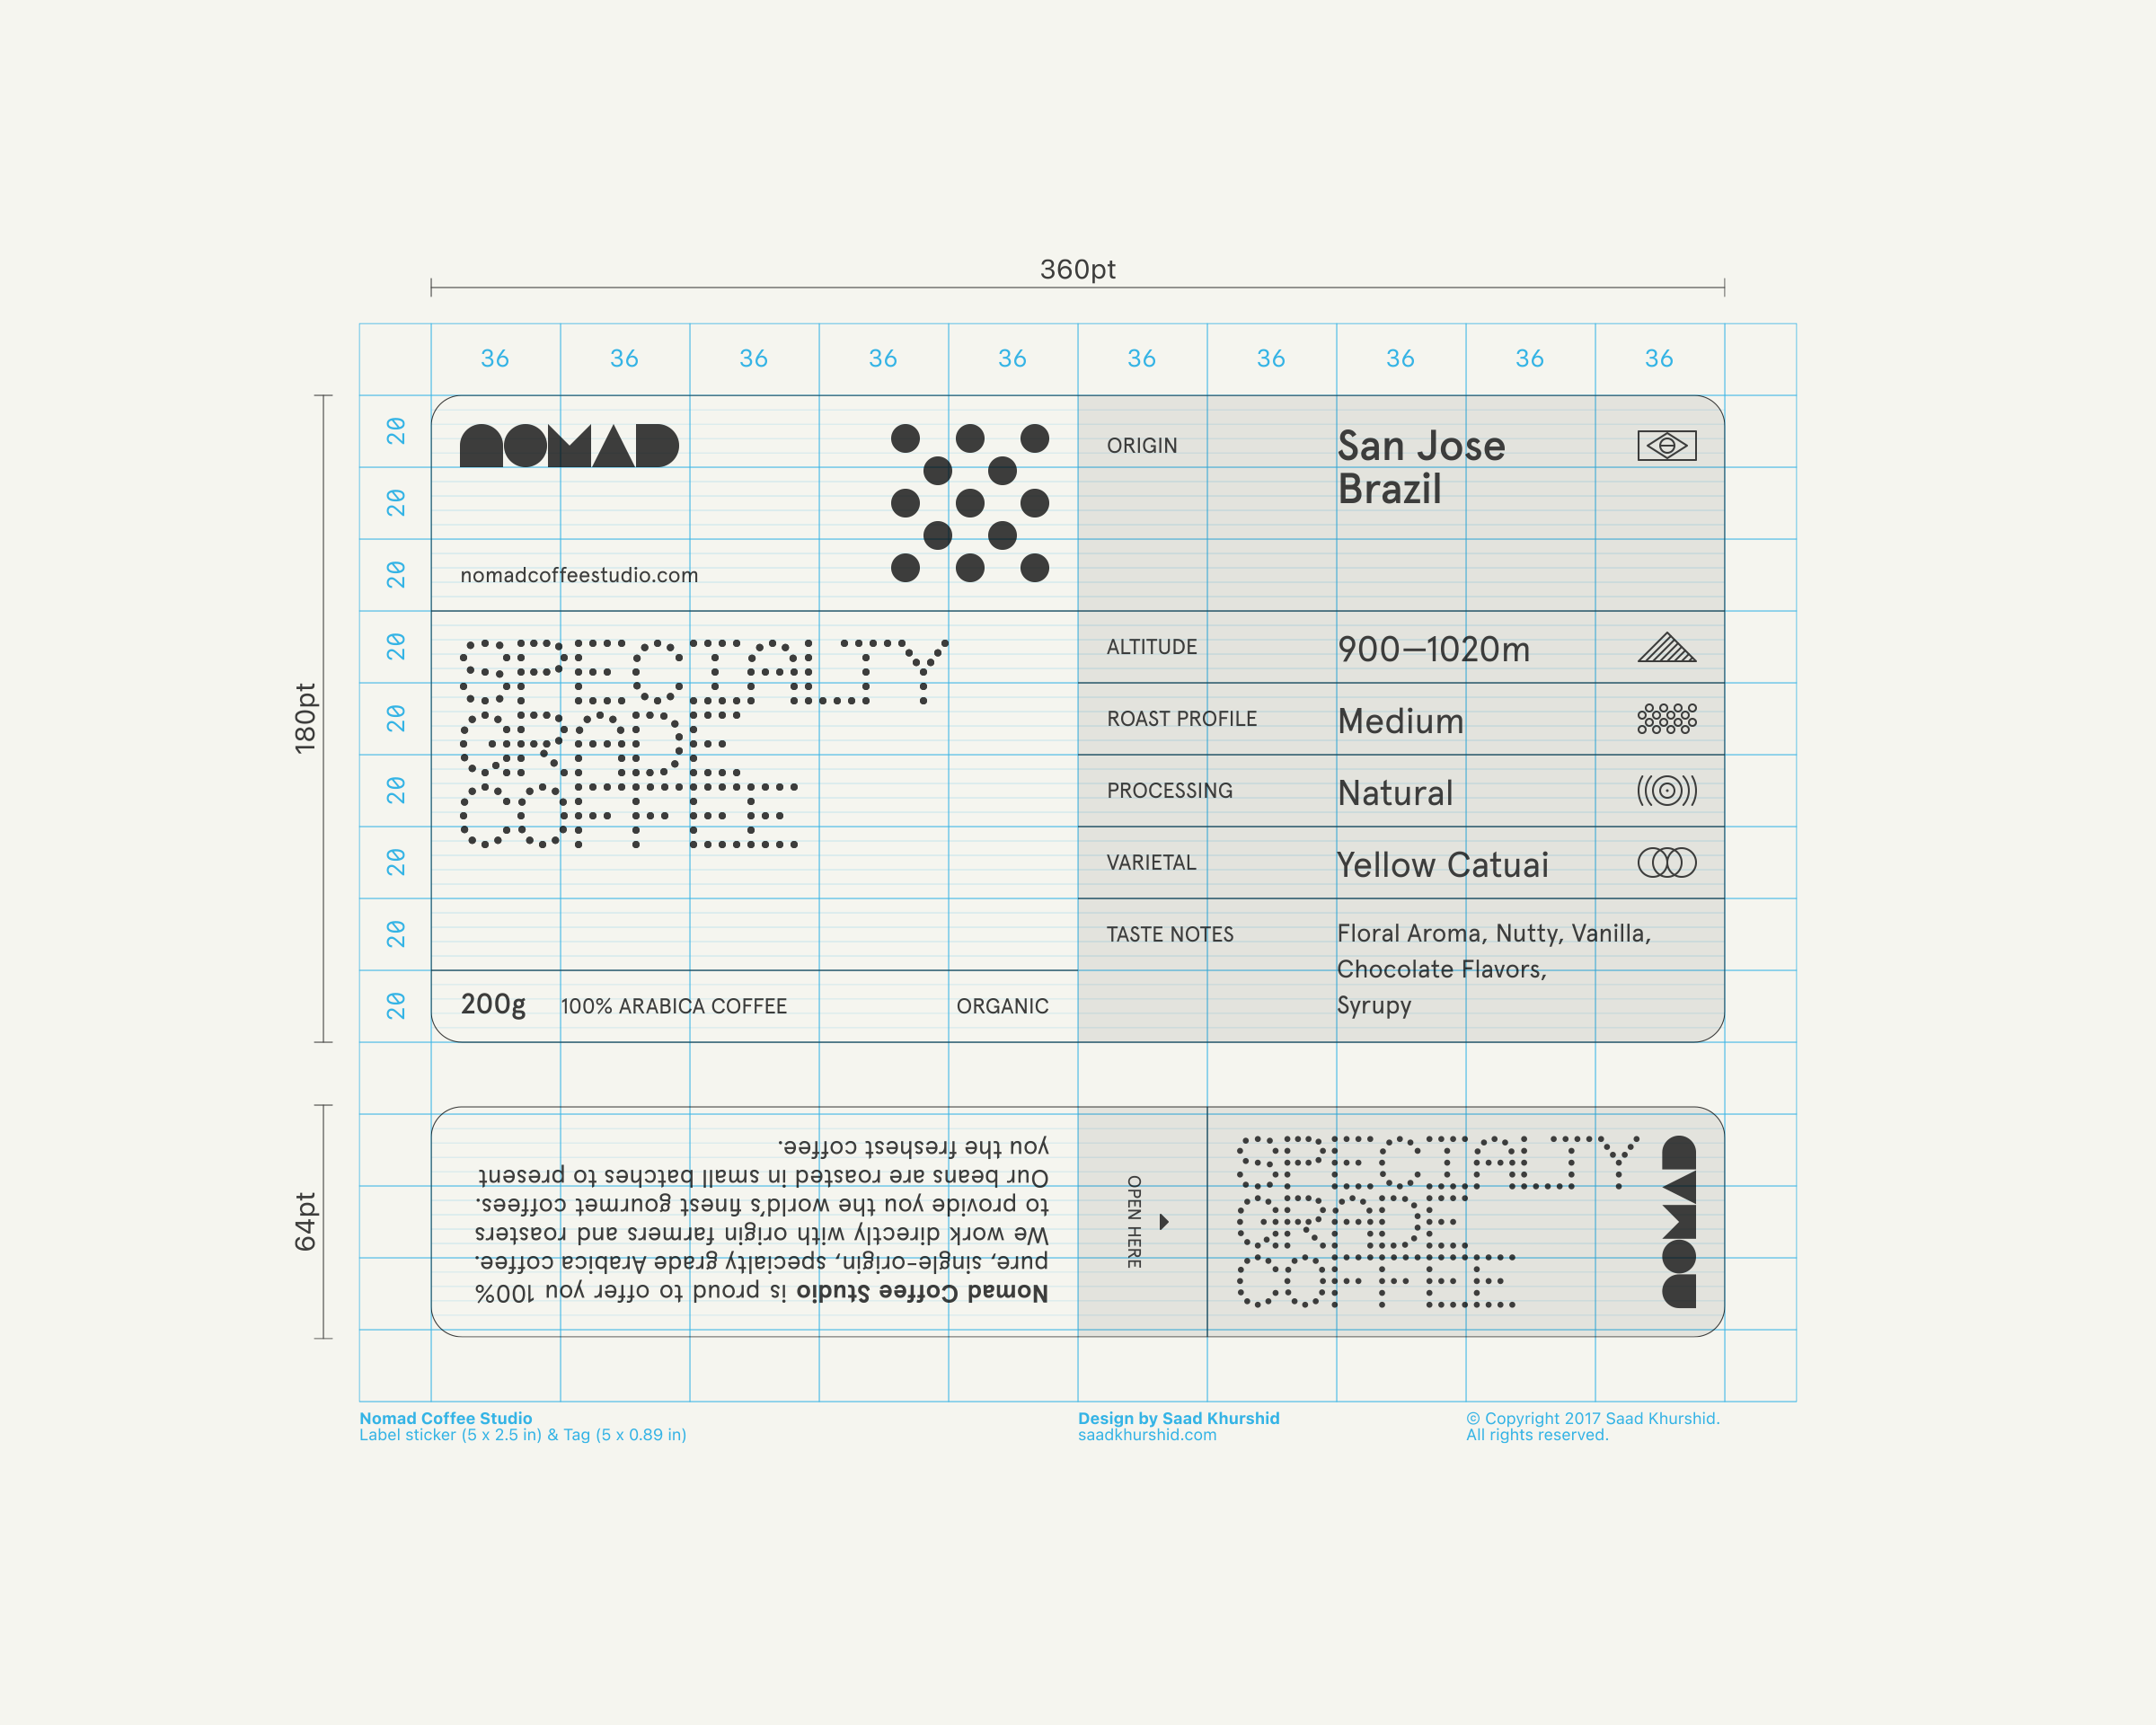 360pt
36 36 36 36 36 36 36 36 36 36
180pt
20
20
20
20
20
20
20
20
20
NOMAD
nomadcoffeestudio.com
SPECIALTY
GRADE
COFFEE
200g 100% ARABICA COFFEE ORGANIC
ORIGIN San Jose
Brazil
ALTITUDE 900—1020m
ROAST PROFILE Medium
PROCESSING Natural
VARIETAL Yellow Catuai
TASTE NOTES Floral Aroma, Nutty, Vanilla,
Chocolate Flavors,
Syrupy
64pt
Nomad Coffee Studio is proud to offer you 100%
pure, single-origin, specialty grade Arabica coffee.
We work directly with origin farmers and roasters
to provide you the world's finest gourmet coffees.
Our beans are roasted in small batches to present
you the freshest coffee.
OPEN HERE
SPECIALTY
GRADE
COFFEE
NOMAD
Nomad Coffee Studio
Label sticker (5 x 2.5 in) & Tag (5 x 0.89 in)
Design by Saad Khurshid
saadkhurshid.com
© Copyright 2017 Saad Khurshid.
All rights reserved.